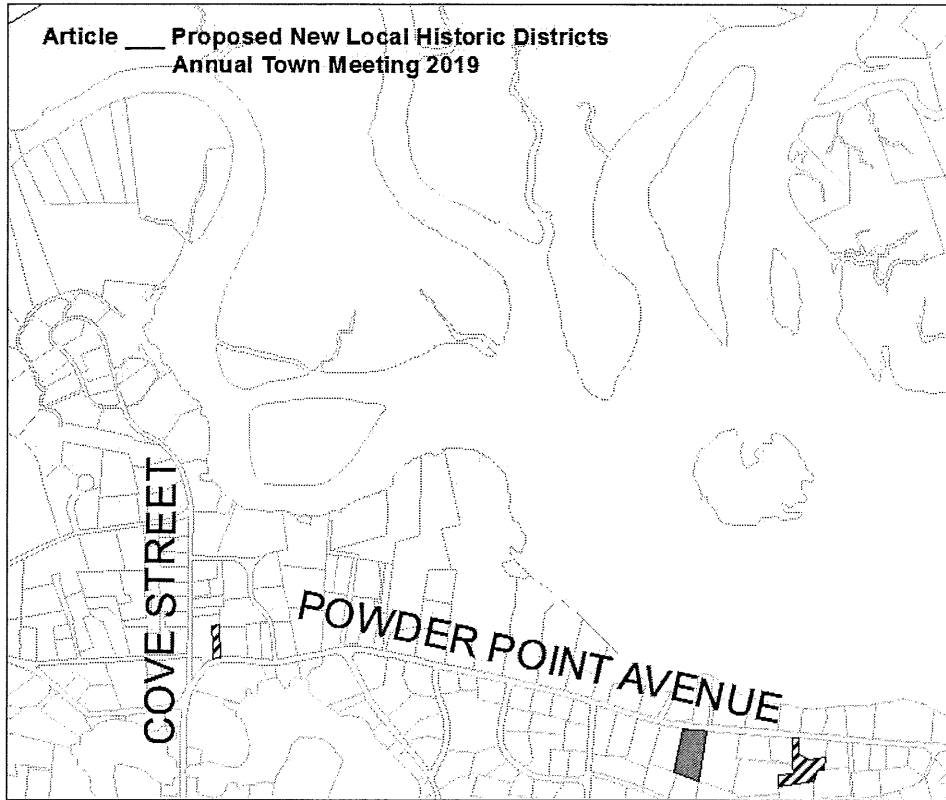 Article ___ Proposed New Local Historic Districts
Annual Town Meeting 2019
COVE STREET
POWDER POINT AVENUE